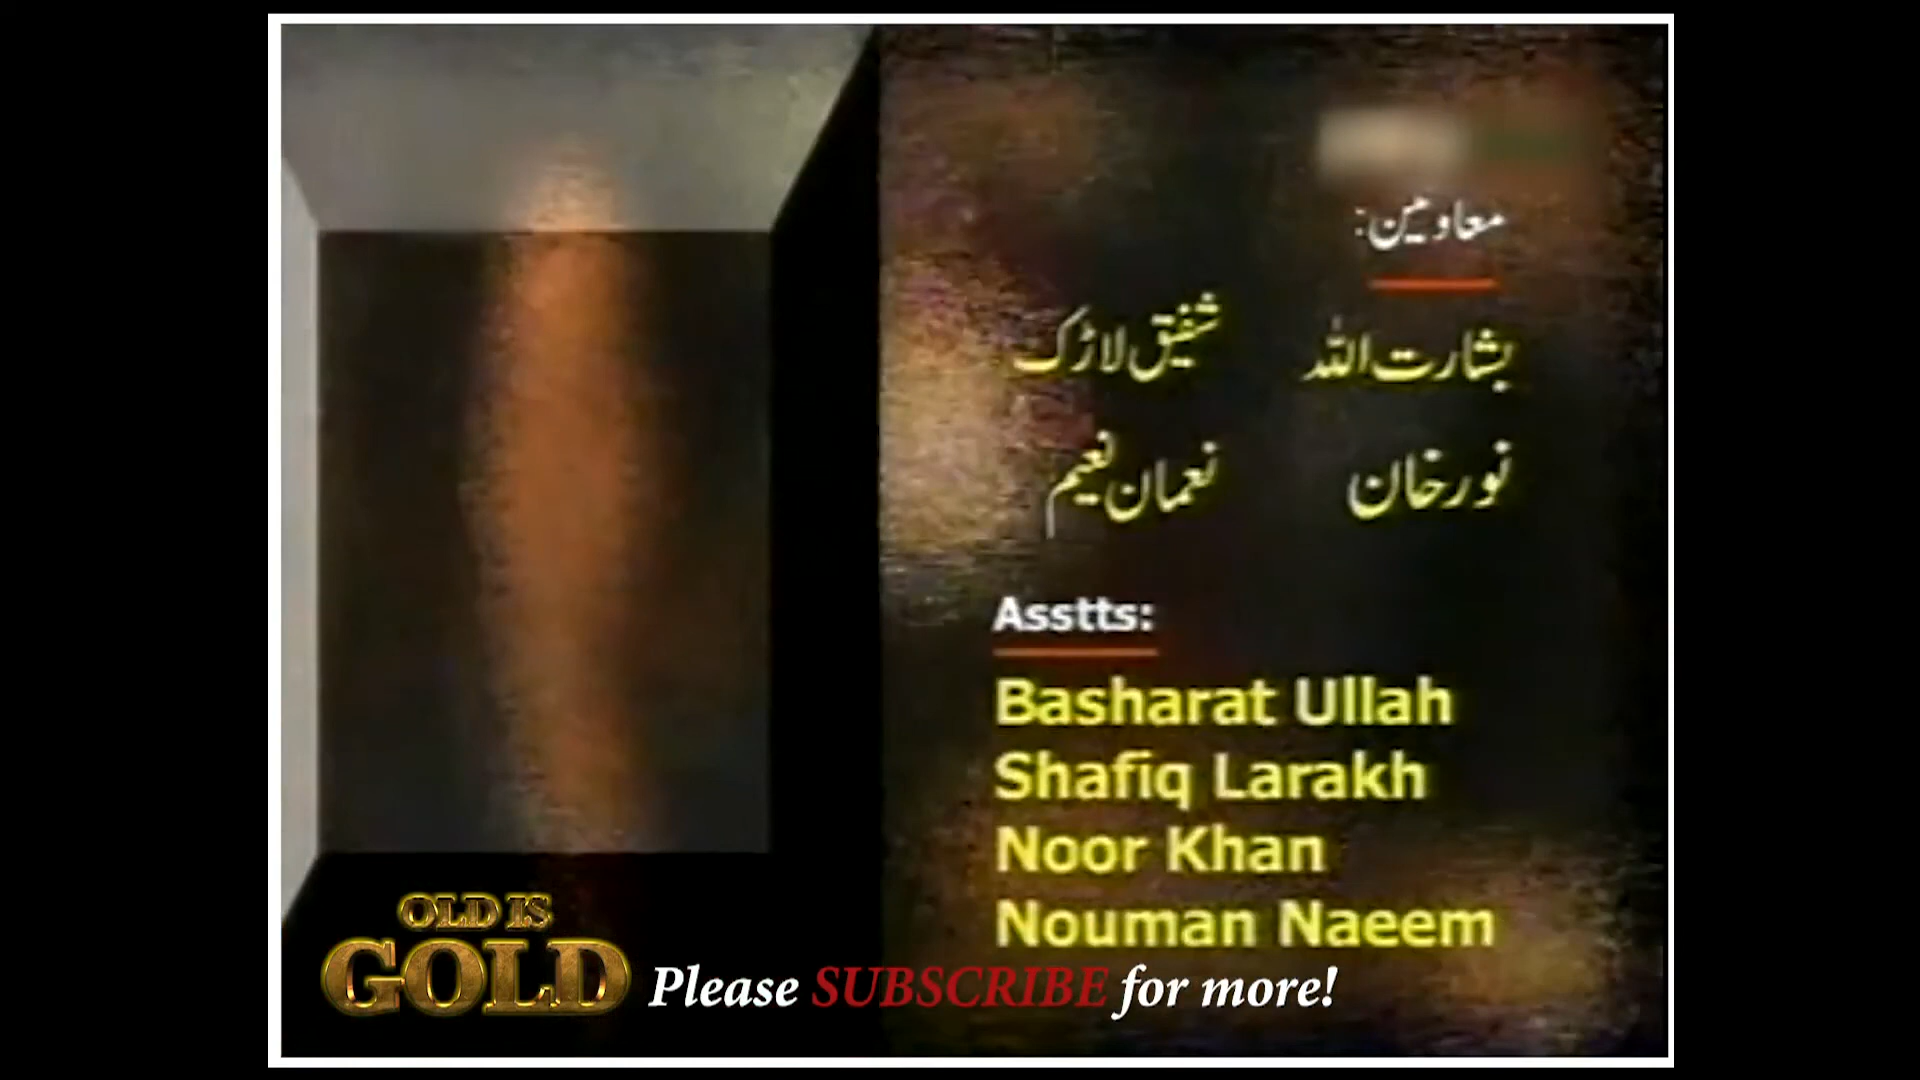 معاونین:
بشارت اللہ شفیق لاڑک
نور خان نعمان نعیم
Asstts:
Basharat Ullah
Shafiq Larakh
Noor Khan
Nouman Naeem
OLD IS
GOLD
Please SUBSCRIBE for more!